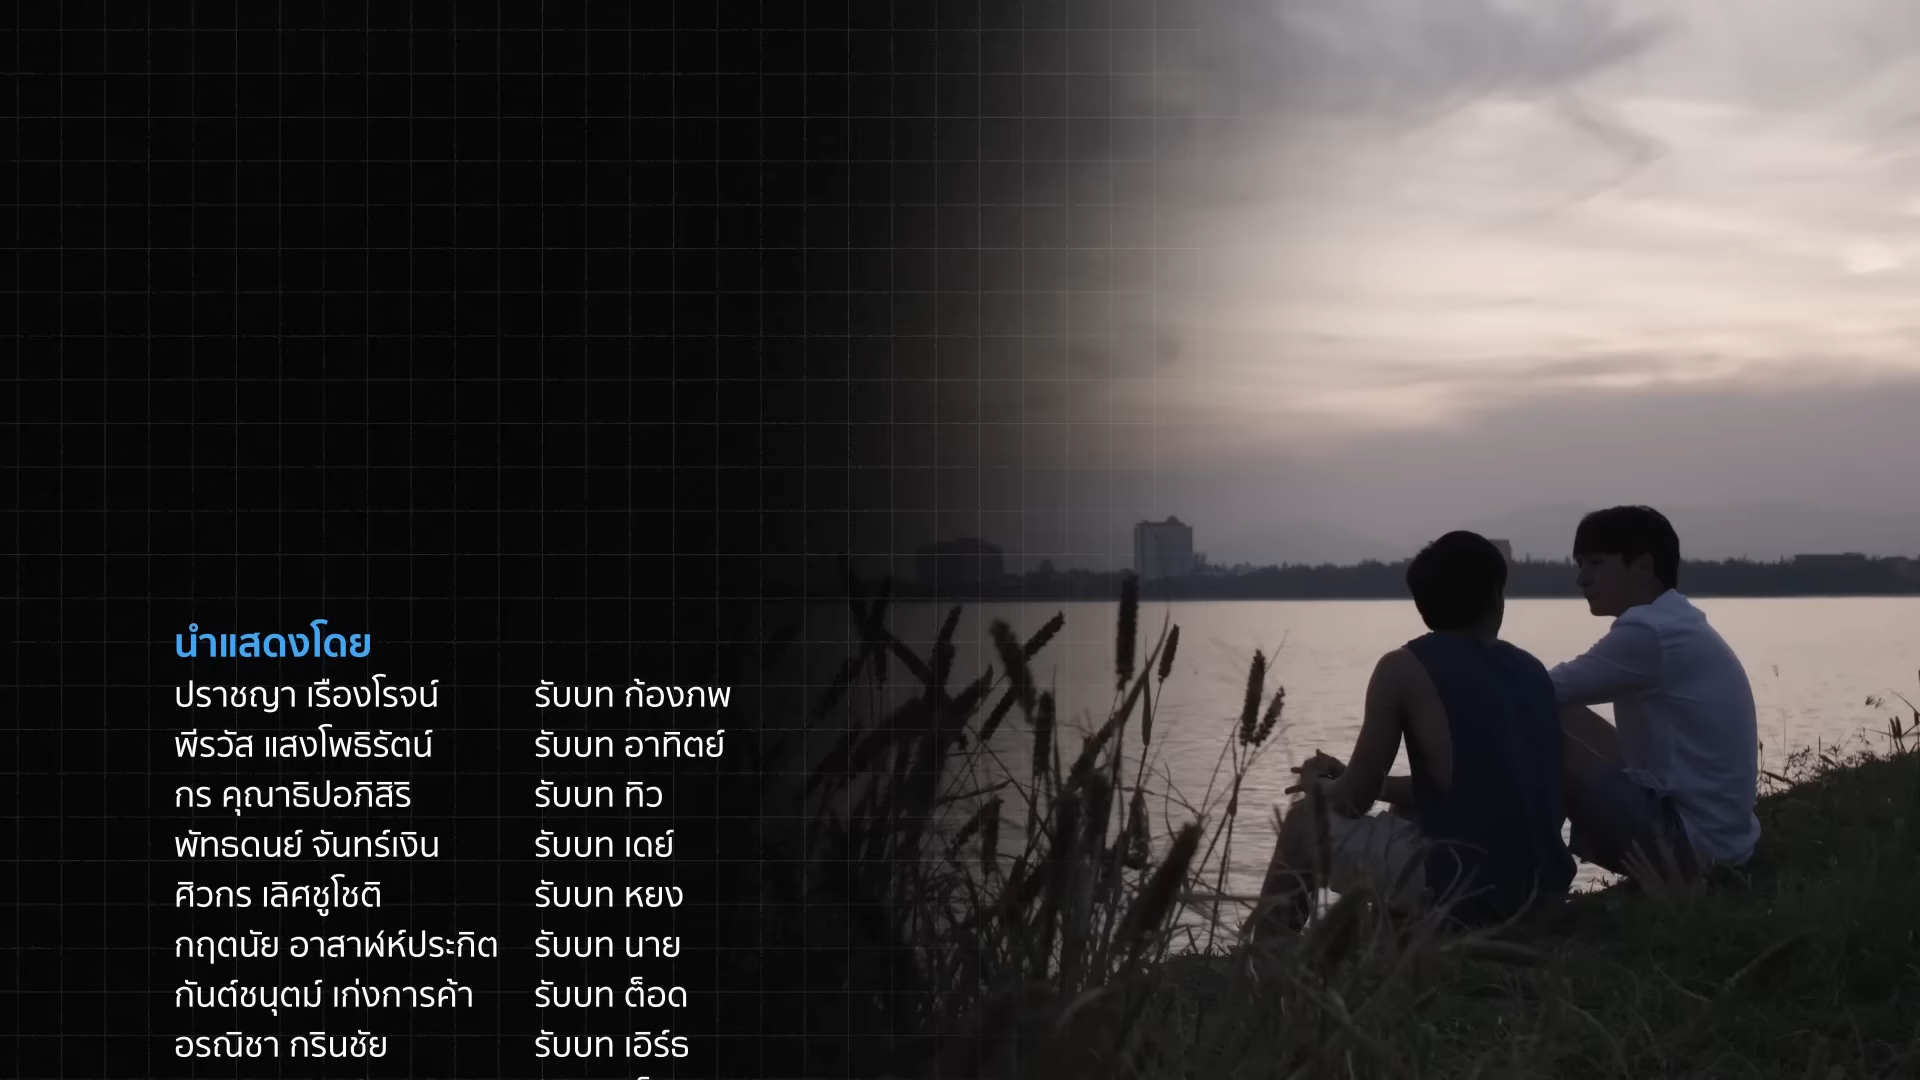 นำแสดงโดย
ปราชญา เรืองโรจน์ รับบท ก้องภพ
พีรวัส แสงโพธิรัตน์ รับบท อาทิตย์
กร คุณาธิปอภิสิริ รับบท ทิว
พัทธดนย์ จันทร์เงิน รับบท เดย์
ศิวกร เลิศชูโชติ รับบท หยง
กฤตนัย อาสาฬห์ประกิต รับบท นาย
กันต์ชนุตม์ เก่งการค้า รับบท ต็อด
อรณิชา กรินชัย รับบท เอิร์ธ